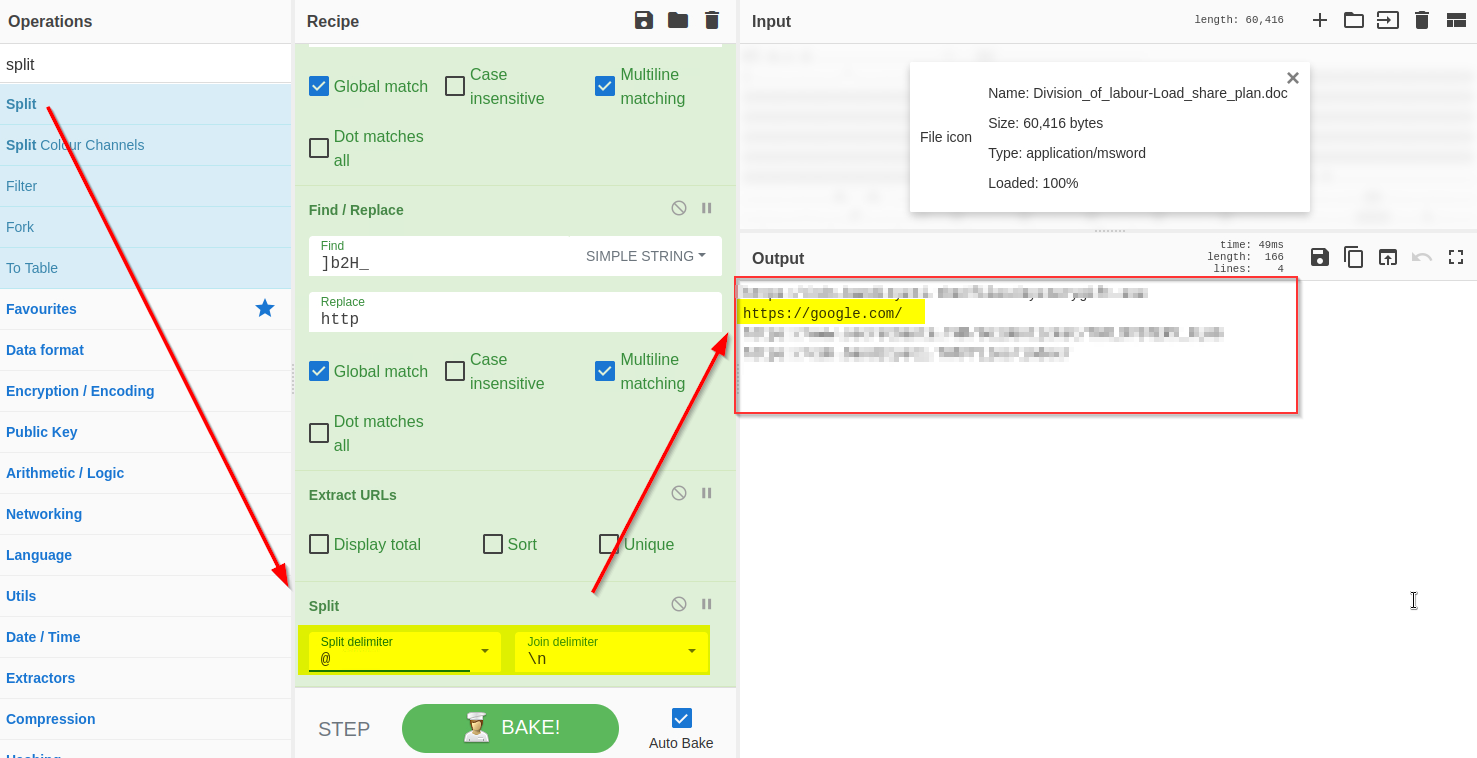 Operations
split
Split
Split Colour Channels
Filter
Fork
To Table
Favourites
Data format
Encryption / Encoding
Public Key
Arithmetic / Logic
Networking
Language
Utils
Date / Time
Extractors
Compression
Recipe
Global match
Case insensitive
Multiline matching
Dot matches all
Find / Replace
Find
]b2H_
SIMPLE STRING
Replace
http
Global match
Case insensitive
Multiline matching
Dot matches all
Extract URLs
Display total
Sort
Unique
Split
Split delimiter
@
Join delimiter
\n
STEP
BAKE!
Auto Bake
Input
length: 60,416
File icon
Name: Division_of_labour-Load_share_plan.doc
Size: 60,416 bytes
Type: application/msword
Loaded: 100%
Output
time: 49ms
length: 166
lines: 4
https://google.com/